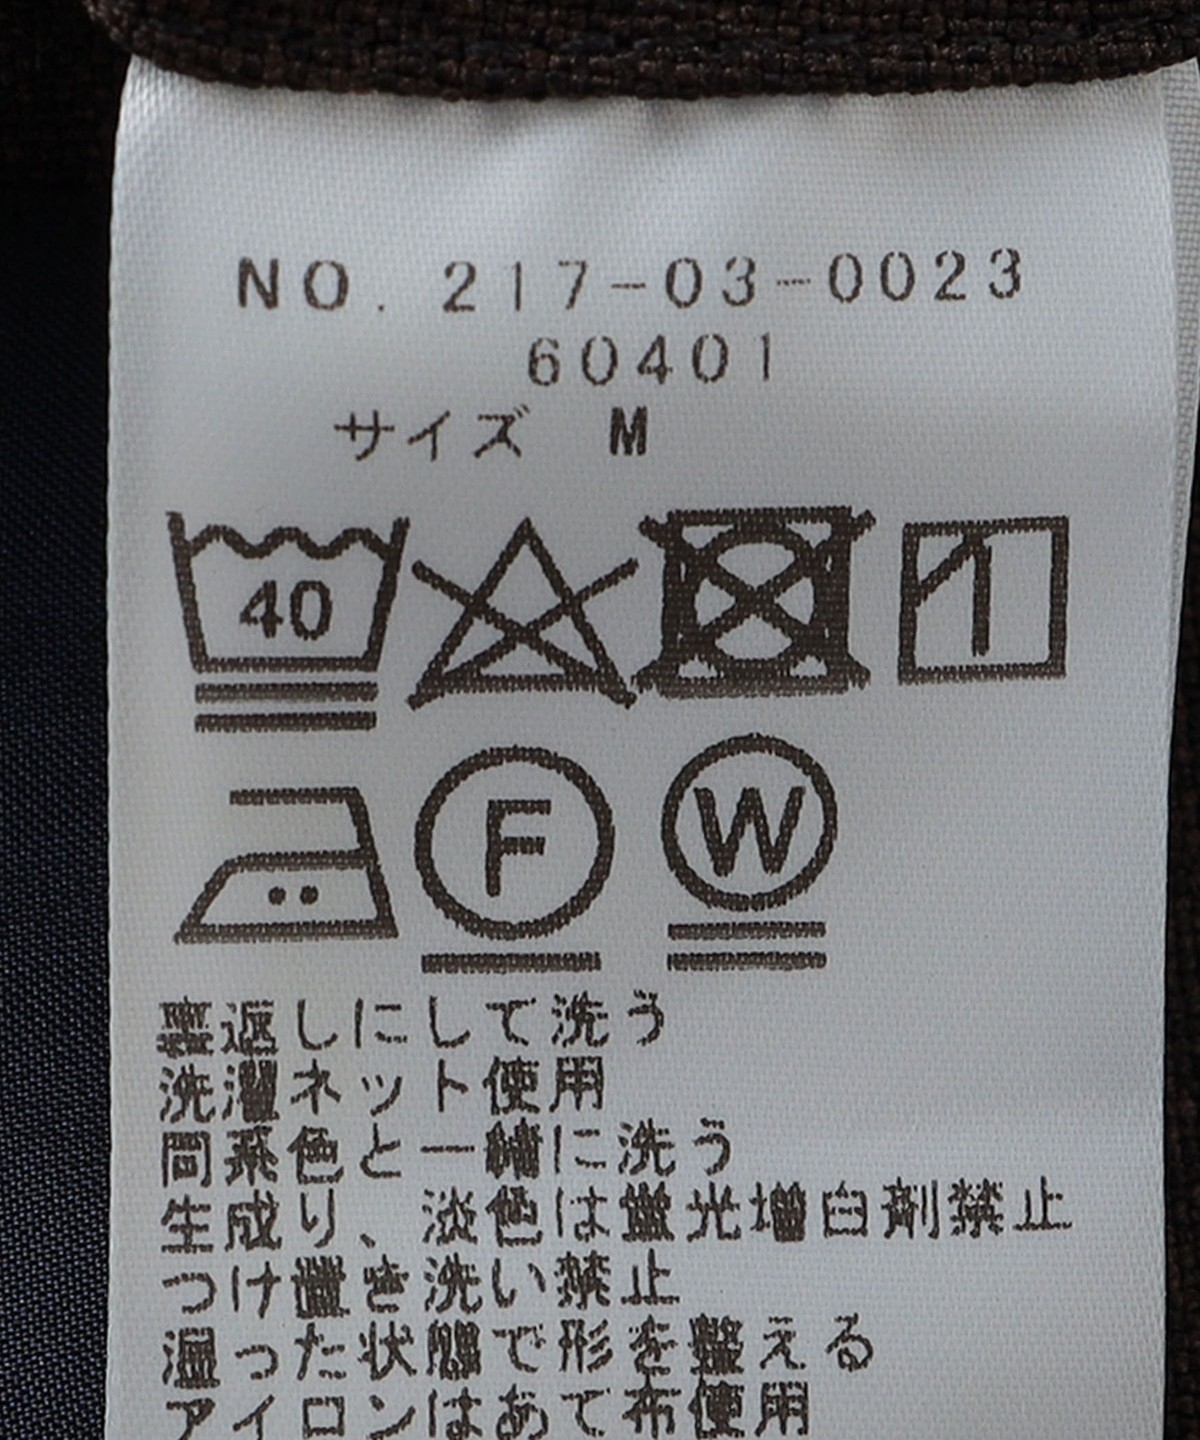 NO. 217-03-0023
60401
サイズ M
40
F W
裏返しにして洗う
洗濯ネット使用
同系色と一緒に洗う
生成り、淡色は蛍光増白剤禁止
つけ置き洗い禁止
湿った状態で形を整える
アイロンはあて布使用